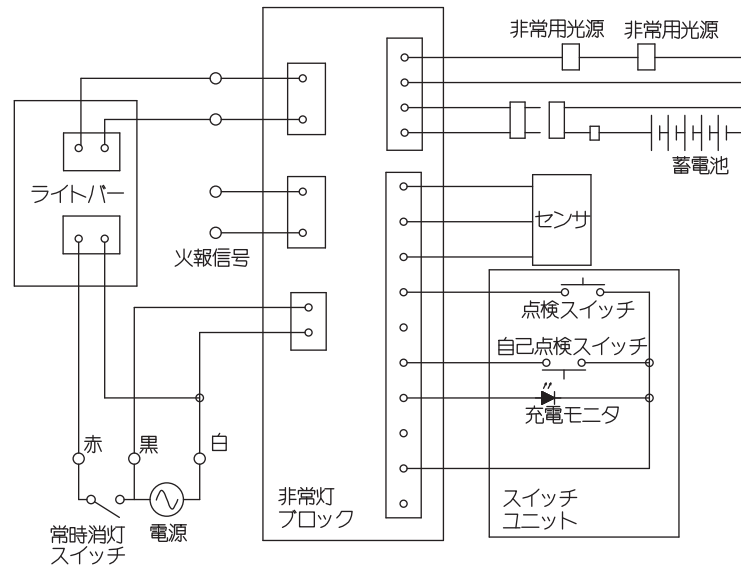 非常用光源
非常用光源
蓄電池
ライトバー
センサ
火報信号
点検スイッチ
自己点検スイッチ
充電モニタ
赤
黒
白
非常灯
ブロック
スイッチ
ユニット
常時消灯
スイッチ
電源